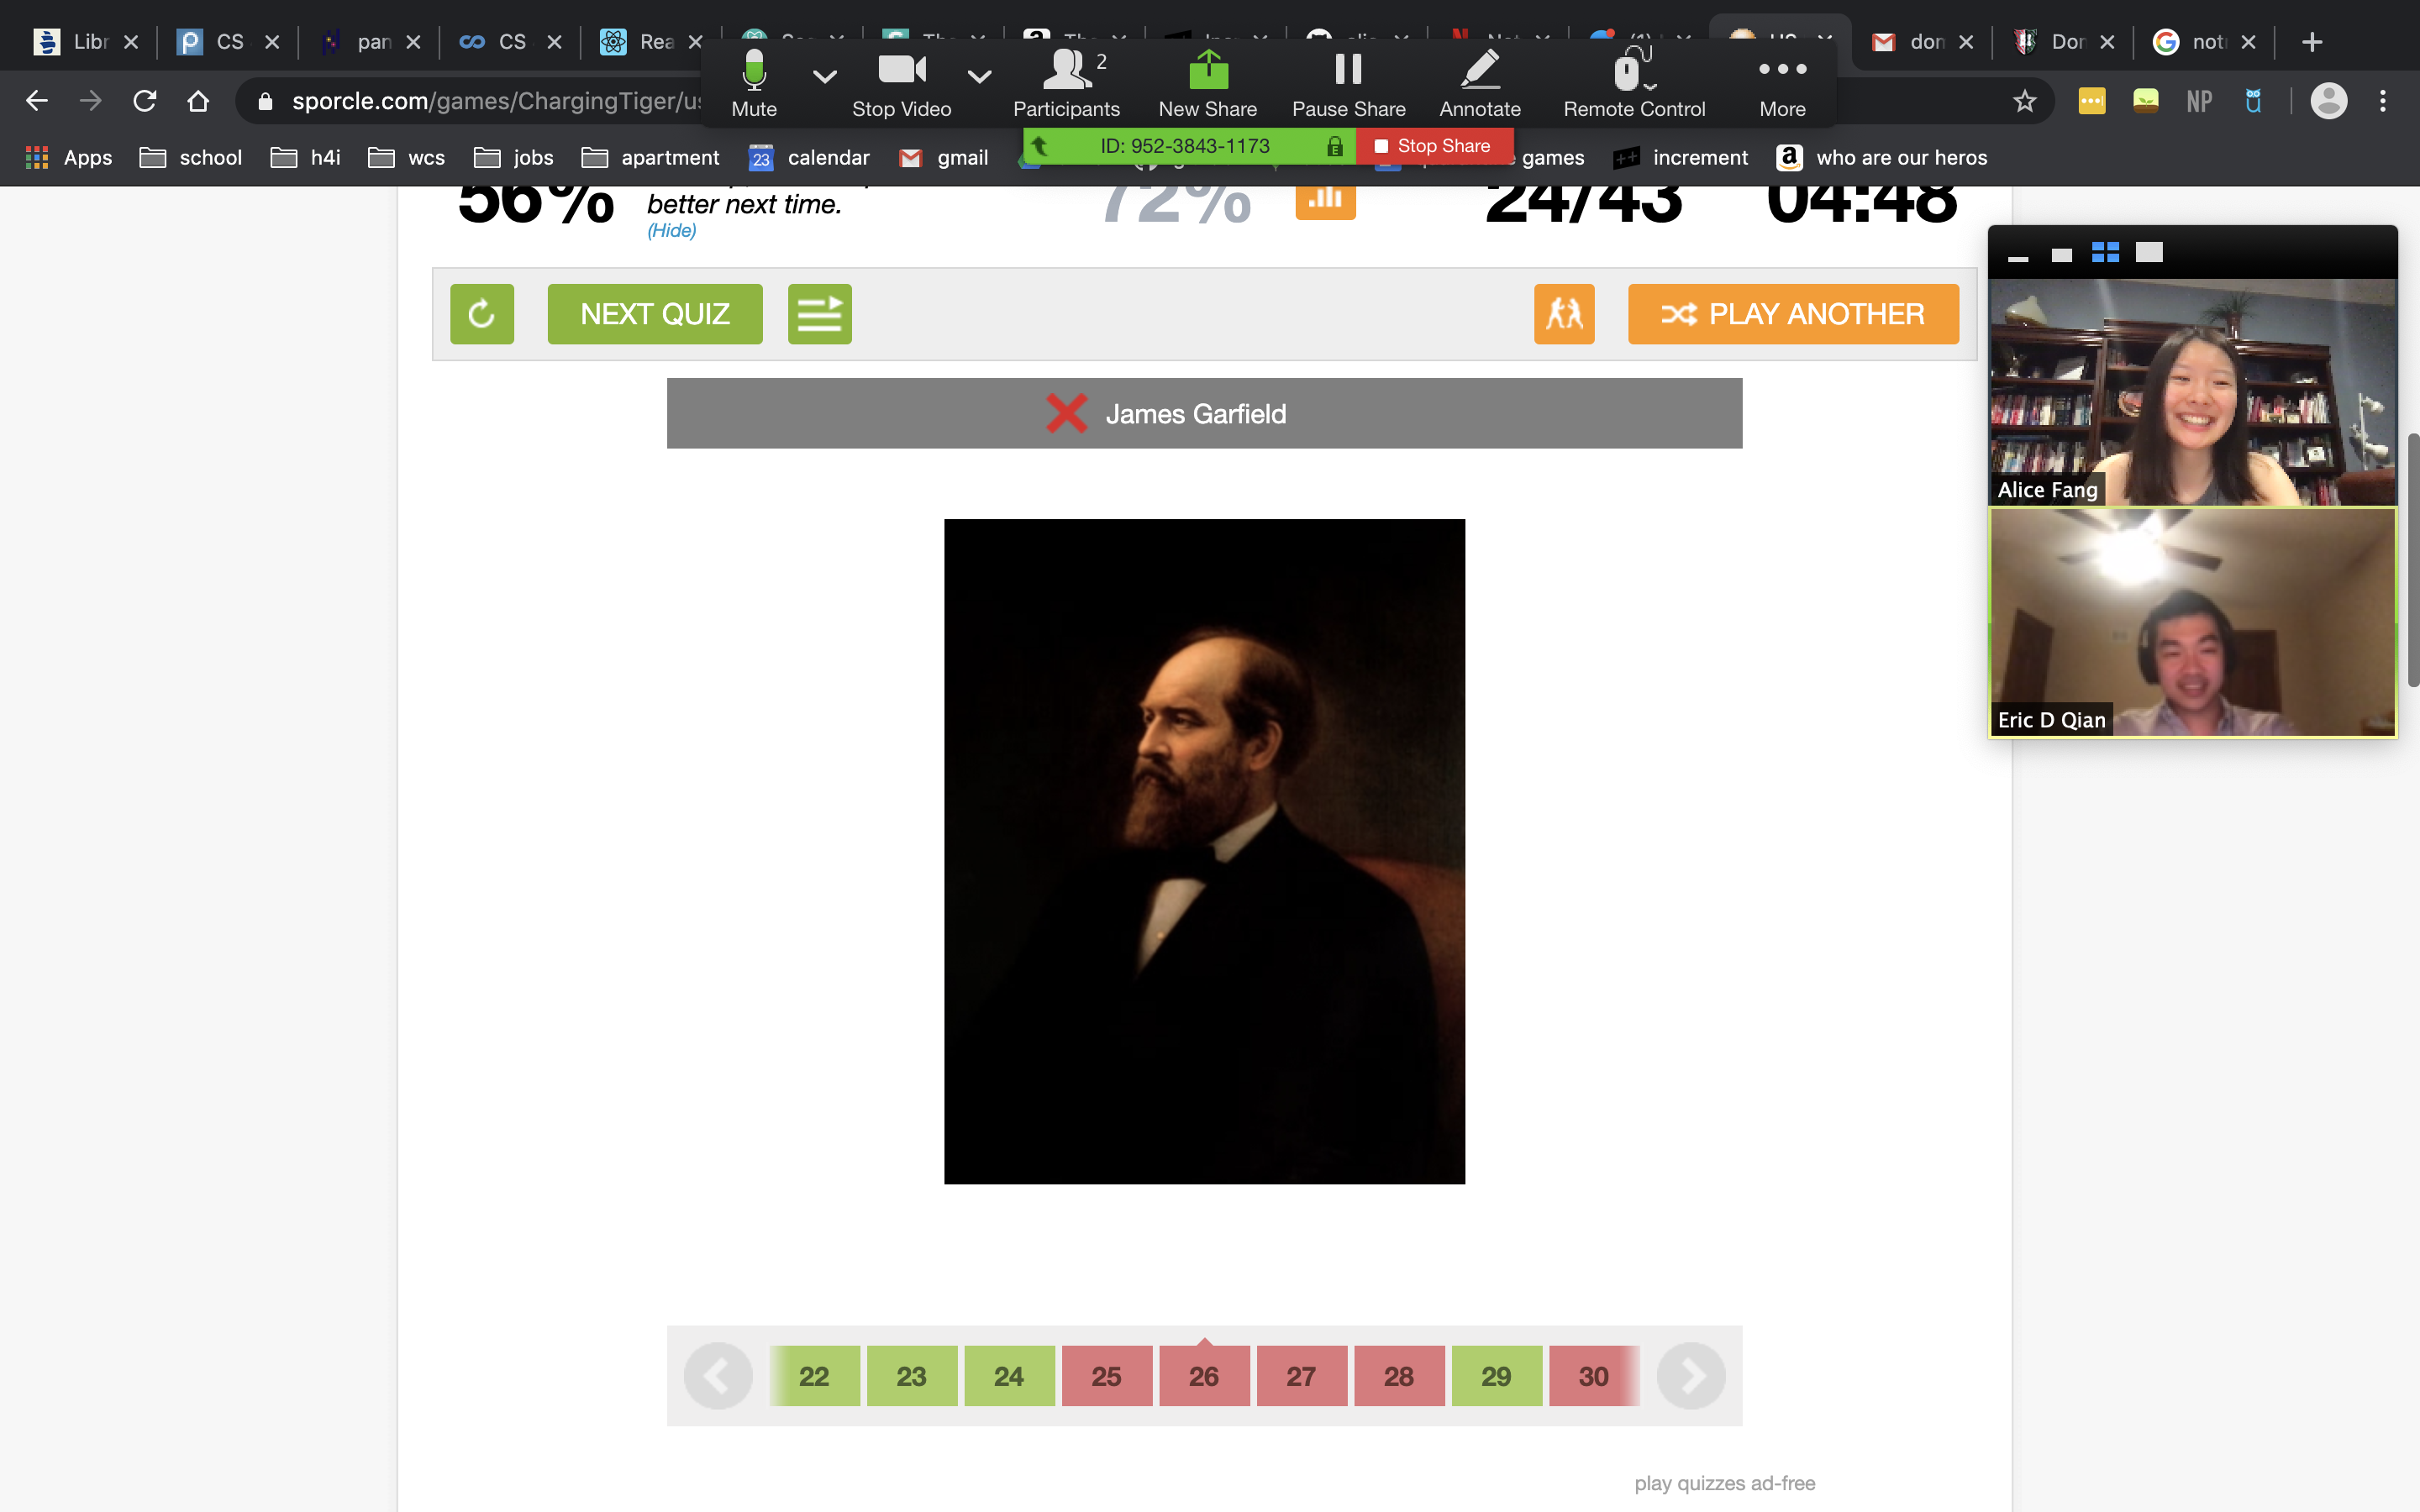 Libr
CS
pan
CS
Rea
don
Don
not
sporcle.com/games/ChargingTiger/us
Mute
Stop Video
Participants
2
New Share
Pause Share
Annotate
Remote Control
More
NP
ID: 952-3843-1173
Stop Share
Apps
school
h4i
wcs
jobs
apartment
23
calendar
gmail
games
increment
who are our heros
56%
better next time.
(Hide)
72%
24/43
04:48
NEXT QUIZ
PLAY ANOTHER
James Garfield
Alice Fang
Eric D Qian
22 23 24 25 26 27 28 29 30
play quizzes ad-free